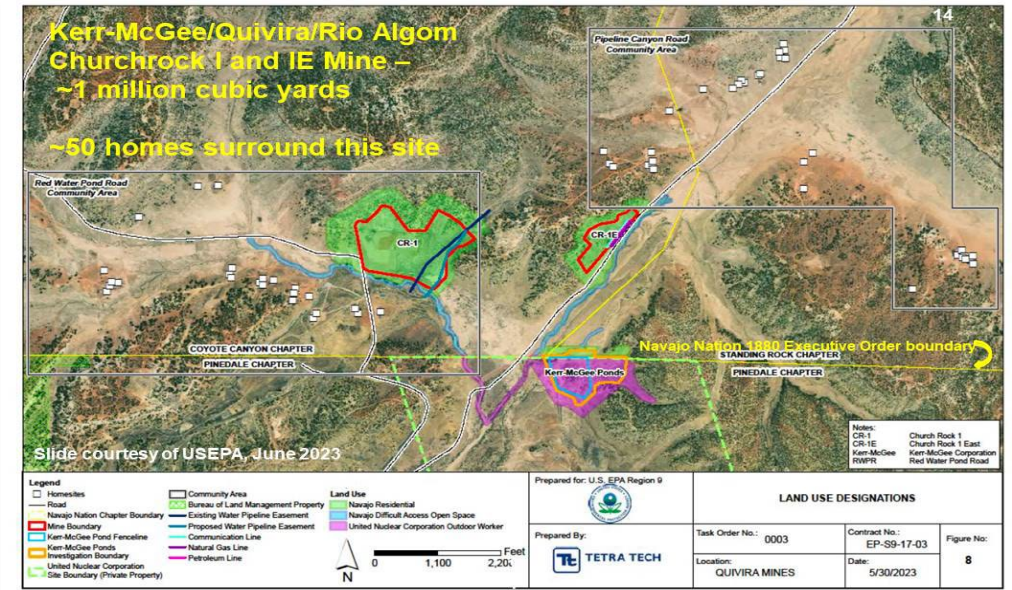 Kerr-McGee/Quivira/Rio Algom
Churchrock I and IE Mine –
~1 million cubic yards
~50 homes surround this site
14
Pipeline Canyon Road
Community Area
Red Water Pond Road
Community Area
CR-1
CR-1E
Navajo Nation 1880 Executive Order boundary
COYOTE CANYON CHAPTER
STANDING ROCK CHAPTER
PINEDALE CHAPTER
PINEDALE CHAPTER
Kerr-McGee Ponds
Slide courtesy of USEPA, June 2023
Notes:
CR-1 Church Rock 1
CR-1E Church Rock 1 East
Kerr-McGee Kerr-McGee Corporation
RWPR Red Water Pond Road
Legend
Homesites
Road
Navajo Nation Chapter Boundary
Mine Boundary
Kerr-McGee Pond Fenceline
Kerr-McGee Ponds
Investigation Boundary
United Nuclear Corporation
Site Boundary (Private Property)
Community Area
Bureau of Land Management Property
Existing Water Pipeline Easement
Proposed Water Pipeline Easement
Communication Line
Natural Gas Line
Petroleum Line
Land Use
Navajo Residential
Navajo Difficult Access Open Space
United Nuclear Corporation Outdoor Worker
N
Feet
0 1,100 2,20
Prepared for: U.S. EPA Region 9
Prepared By:
TETRA TECH
LAND USE DESIGNATIONS
Task Order No.: 0003
Contract No.:
EP-S9-17-03
Location:
QUIVIRA MINES
Date:
5/30/2023
Figure No:
8